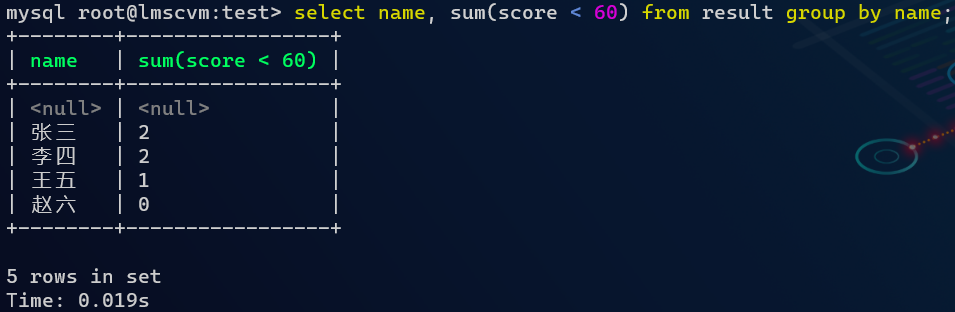 mysql root@lmscvm:test> select name, sum(score < 60) from result group by name;
+--------+-----------------+
| name   | sum(score < 60) |
+--------+-----------------+
| <null> | <null>          |
| 张三   | 2               |
| 李四   | 2               |
| 王五   | 1               |
| 赵六   | 0               |
+--------+-----------------+
5 rows in set
Time: 0.019s